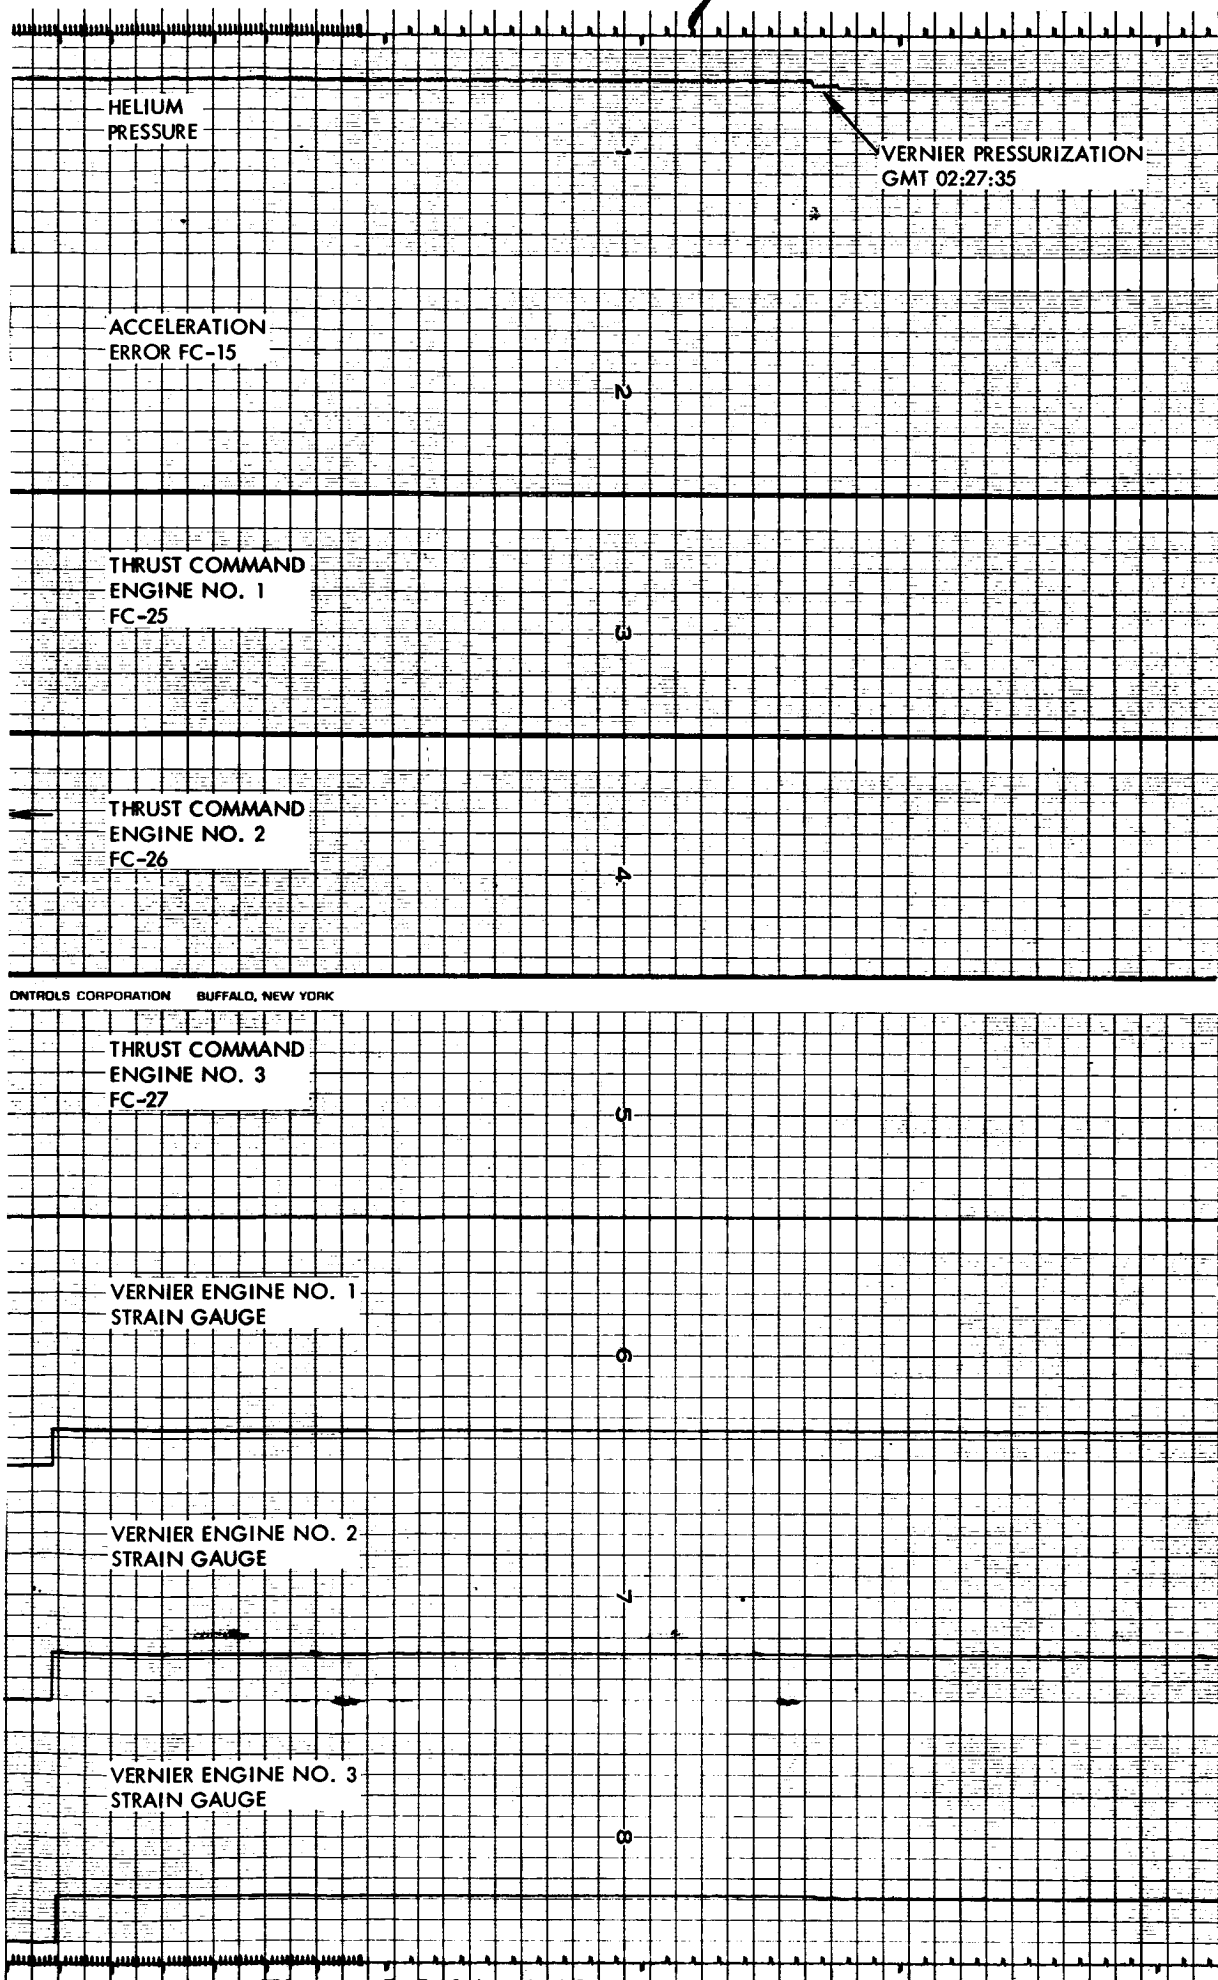 HELIUM
PRESSURE
1
VERNIER PRESSURIZATION
GMT 02:27:35
ACCELERATION
ERROR FC-15
2
THRUST COMMAND
ENGINE NO. 1
FC-25
3
THRUST COMMAND
ENGINE NO. 2
FC-26
4
ONTROLS CORPORATION BUFFALO, NEW YORK
THRUST COMMAND
ENGINE NO. 3
FC-27
5
VERNIER ENGINE NO. 1
STRAIN GAUGE
6
VERNIER ENGINE NO. 2
STRAIN GAUGE
7
VERNIER ENGINE NO. 3
STRAIN GAUGE
8